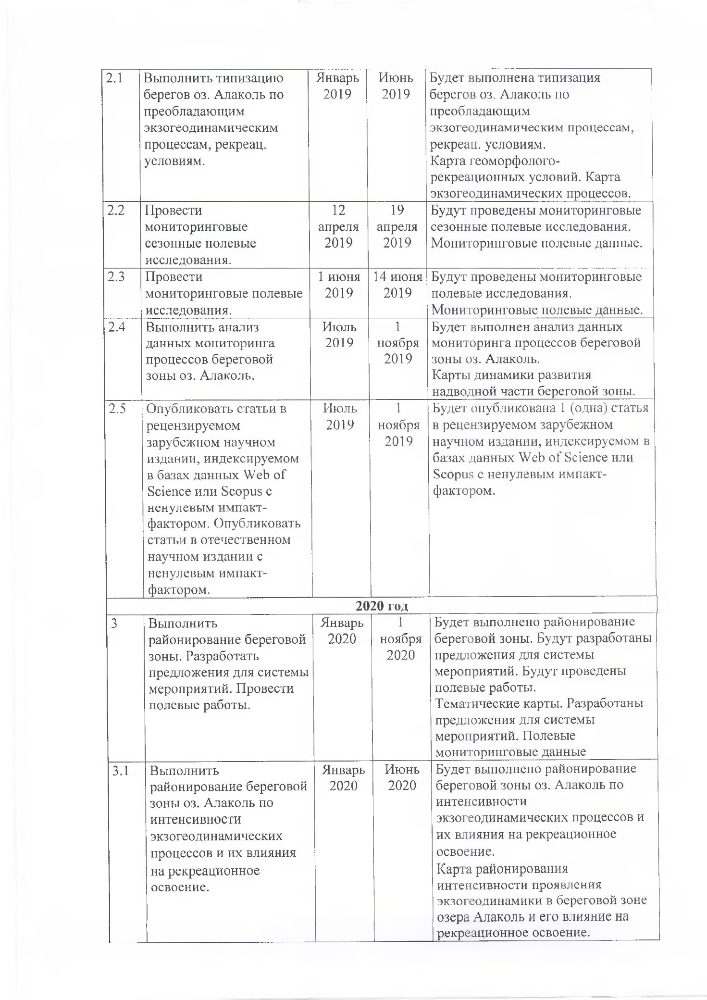 2.1
Выполнить типизацию
берегов оз. Алаколь по
преобладающим
экзогеодинамическим
процессам, рекреац.
условиям.
Январь
2019
Июнь
2019
Будет выполнена типизация
берегов оз. Алаколь по
преобладающим
экзогеодинамическим процессам,
рекреац. условиям.
Карта геоморфолого-
рекреационных условий. Карта
экзогеодинамических процессов.
2.2
Провести
мониторинговые
сезонные полевые
исследования.
12
апреля
2019
19
апреля
2019
Будут проведены мониторинговые
сезонные полевые исследования.
Мониторинговые полевые данные.
2.3
Провести
мониторинговые полевые
исследования.
1 июня
2019
14 июня
2019
Будут проведены мониторинговые
полевые исследования.
Мониторинговые полевые данные.
2.4
Выполнить анализ
данных мониторинга
процессов береговой
зоны оз. Алаколь.
Июль
2019
1
ноября
2019
Будет выполнен анализ данных
мониторинга процессов береговой
зоны оз. Алаколь.
Карты динамики развития
надводной части береговой зоны.
2.5
Опубликовать статьи в
рецензируемом
зарубежном научном
издании, индексируемом
в базах данных Web of
Science или Scopus с
ненулевым импакт-
фактором. Опубликовать
статьи в отечественном
научном издании с
ненулевым импакт-
фактором.
Июль
2019
1
ноября
2019
Будет опубликована 1 (одна) статья
в рецензируемом зарубежном
научном издании, индексируемом в
базах данных Web of Science или
Scopus с ненулевым импакт-
фактором.
2020 год
3
Выполнить
районирование береговой
зоны. Разработать
предложения для системы
мероприятий. Провести
полевые работы.
Январь
2020
1
ноября
2020
Будет выполнено районирование
береговой зоны. Будут разработаны
предложения для системы
мероприятий. Будут проведены
полевые работы.
Тематические карты. Разработаны
предложения для системы
мероприятий. Полевые
мониторинговые данные
3.1
Выполнить
районирование береговой
зоны оз. Алаколь по
интенсивности
экзогеодинамических
процессов и их влияния
на рекреационное
освоение.
Январь
2020
Июнь
2020
Будет выполнено районирование
береговой зоны оз. Алаколь по
интенсивности
экзогеодинамических процессов и
их влияния на рекреационное
освоение.
Карта районирования
интенсивности проявления
экзогеодинамики в береговой зоне
озера Алаколь и его влияние на
рекреационное освоение.